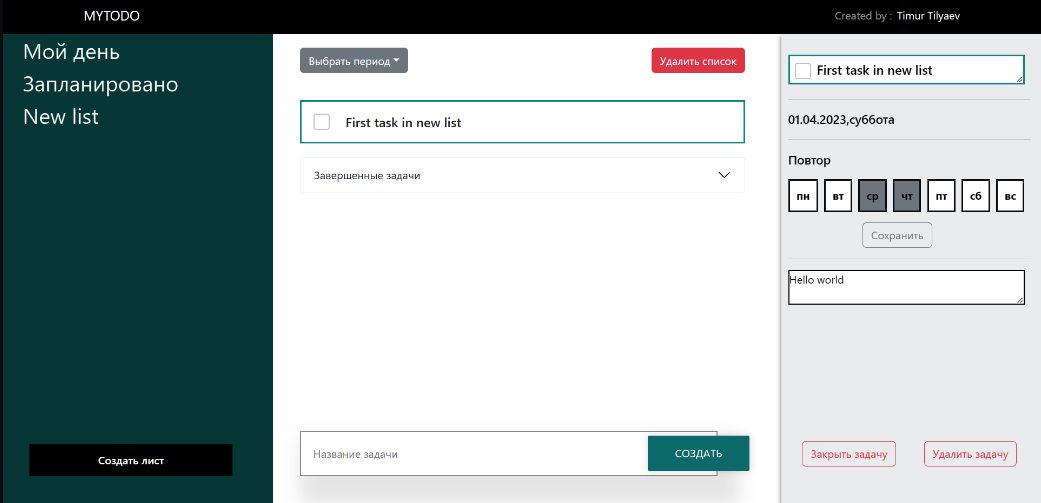 MYTODO
Created by : Timur Tilyaev
Мой день
Запланировано
New list
Создать лист
Выбрать период
Удалить список
First task in new list
Завершенные задачи
Название задачи
СОЗДАТЬ
First task in new list
01.04.2023,суббота
Повтор
пн вт ср чт пт сб вс
Сохранить
Hello world
Закрыть задачу
Удалить задачу